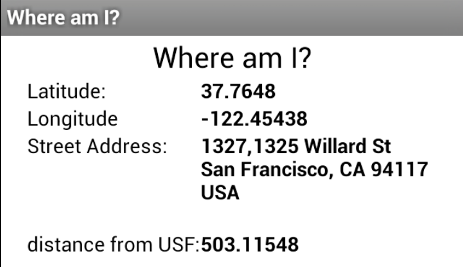 Where am I?
Where am I?
Latitude: 37.7648
Longitude -122.45438
Street Address: 1327,1325 Willard St
San Francisco, CA 94117
USA
distance from USF:503.11548